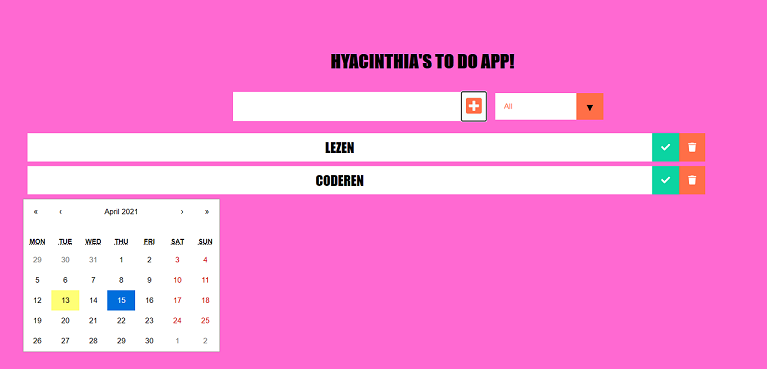 HYACINTHIA'S TO DO APP!
All ▼
LEZEN
CODEREN
« ‹ April 2021 › »
MON TUE WED THU FRI SAT SUN
29 30 31 1 2 3 4
5 6 7 8 9 10 11
12 13 14 15 16 17 18
19 20 21 22 23 24 25
26 27 28 29 30 1 2